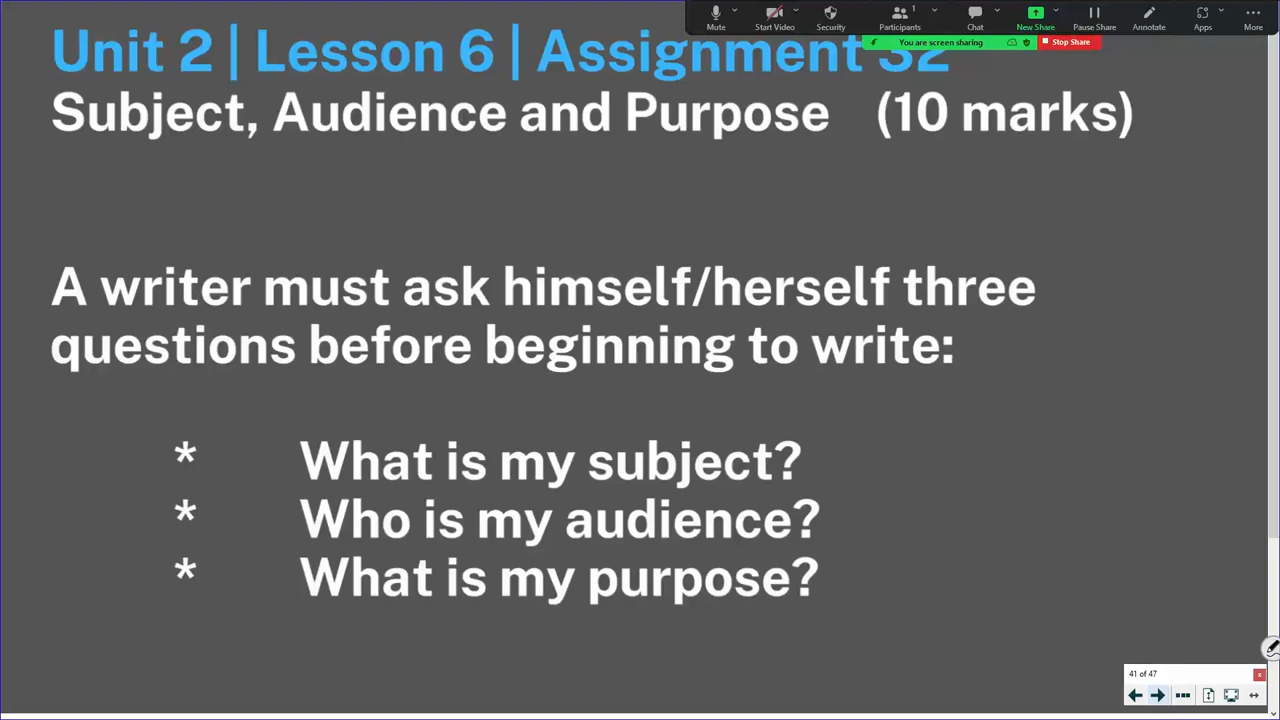 Mute
Start Video
Security
Participants
1
Chat
New Share
Pause Share
Annotate
Apps
More
You are screen sharing
Stop Share
Unit 2 | Lesson 6 | Assignment 32
Subject, Audience and Purpose (10 marks)
A writer must ask himself/herself three
questions before beginning to write:
* What is my subject?
* Who is my audience?
* What is my purpose?
41 of 47